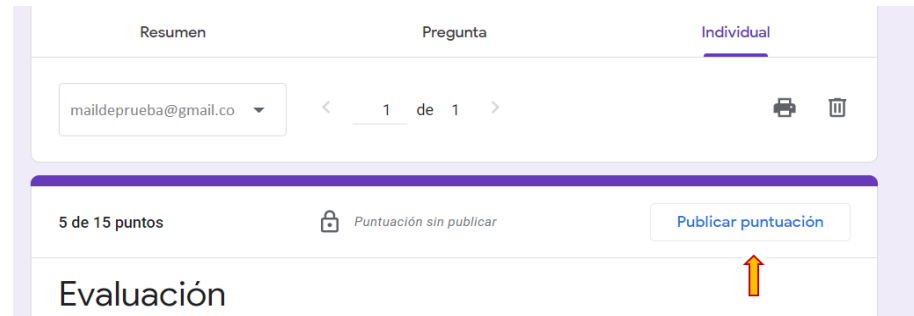 Resumen Pregunta Individual
maildeprueba@gmail.co 1 de 1
5 de 15 puntos Puntuación sin publicar Publicar puntuación
Evaluación